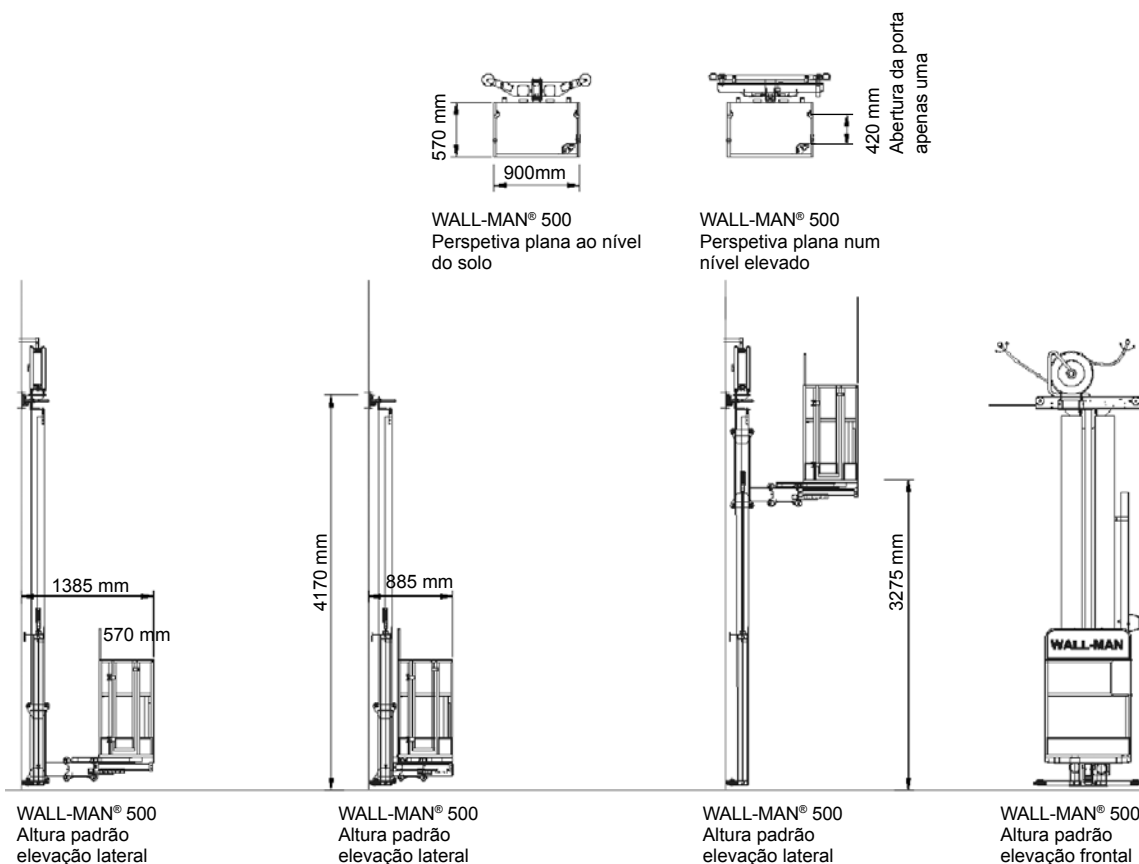 570 mm
900mm
420 mm
Abertura da porta
apenas uma
WALL-MAN® 500
Perspetiva plana ao nível
do solo
WALL-MAN® 500
Perspetiva plana num
nível elevado
1385 mm
570 mm
4170 mm
885 mm
3275 mm
WALL-MAN
WALL-MAN® 500
Altura padrão
elevação lateral
WALL-MAN® 500
Altura padrão
elevação lateral
WALL-MAN® 500
Altura padrão
elevação lateral
WALL-MAN® 500
Altura padrão
elevação frontal